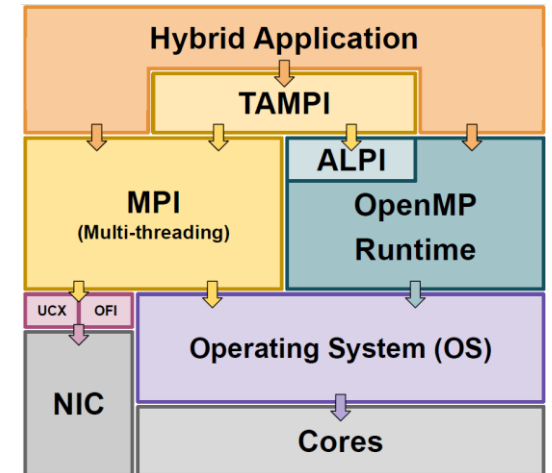 Hybrid Application
TAMPI
ALPI
MPI
(Multi-threading)
OpenMP
Runtime
UCX
OFI
Operating System (OS)
NIC
Cores